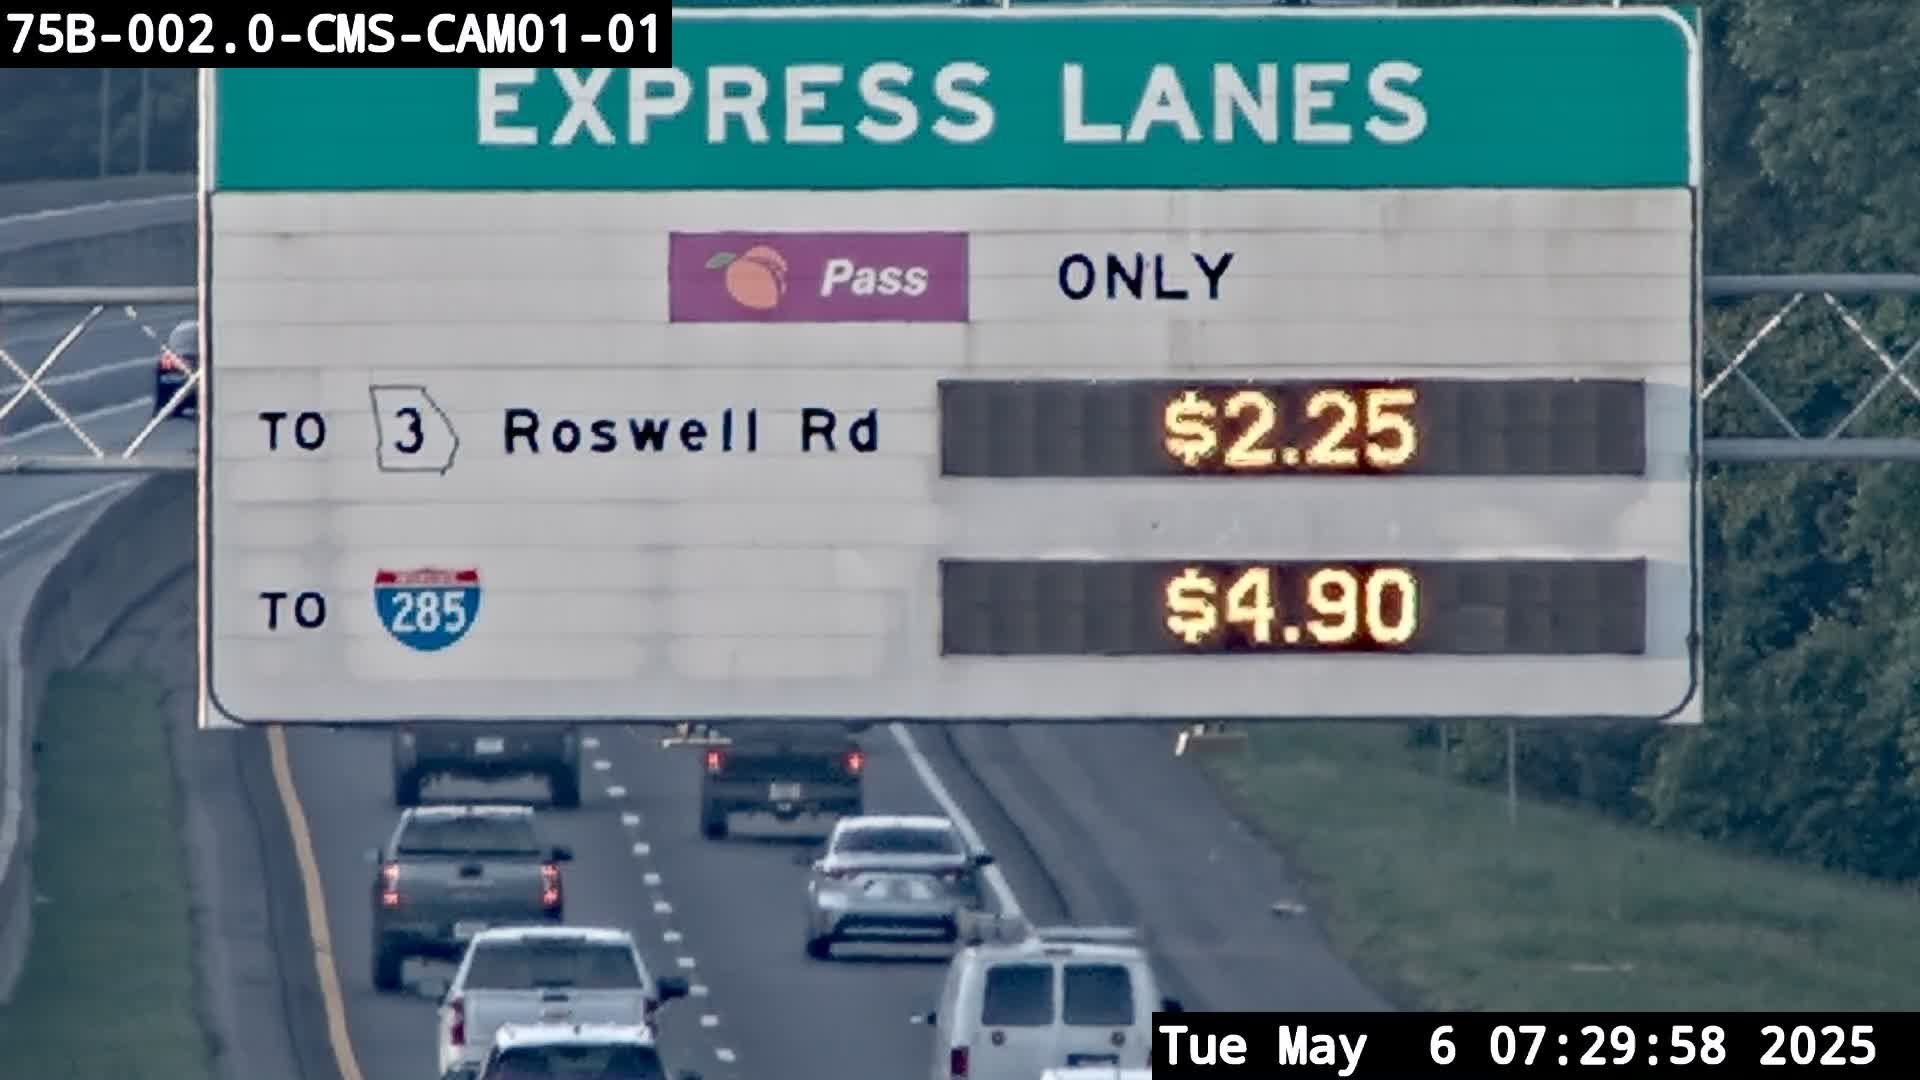 75B-002.0-CMS-CAM01-01
EXPRESS LANES
Pass ONLY
TO 3 Roswell Rd $2.25
TO 285 $4.90
Tue May 6 07:29:58 2025